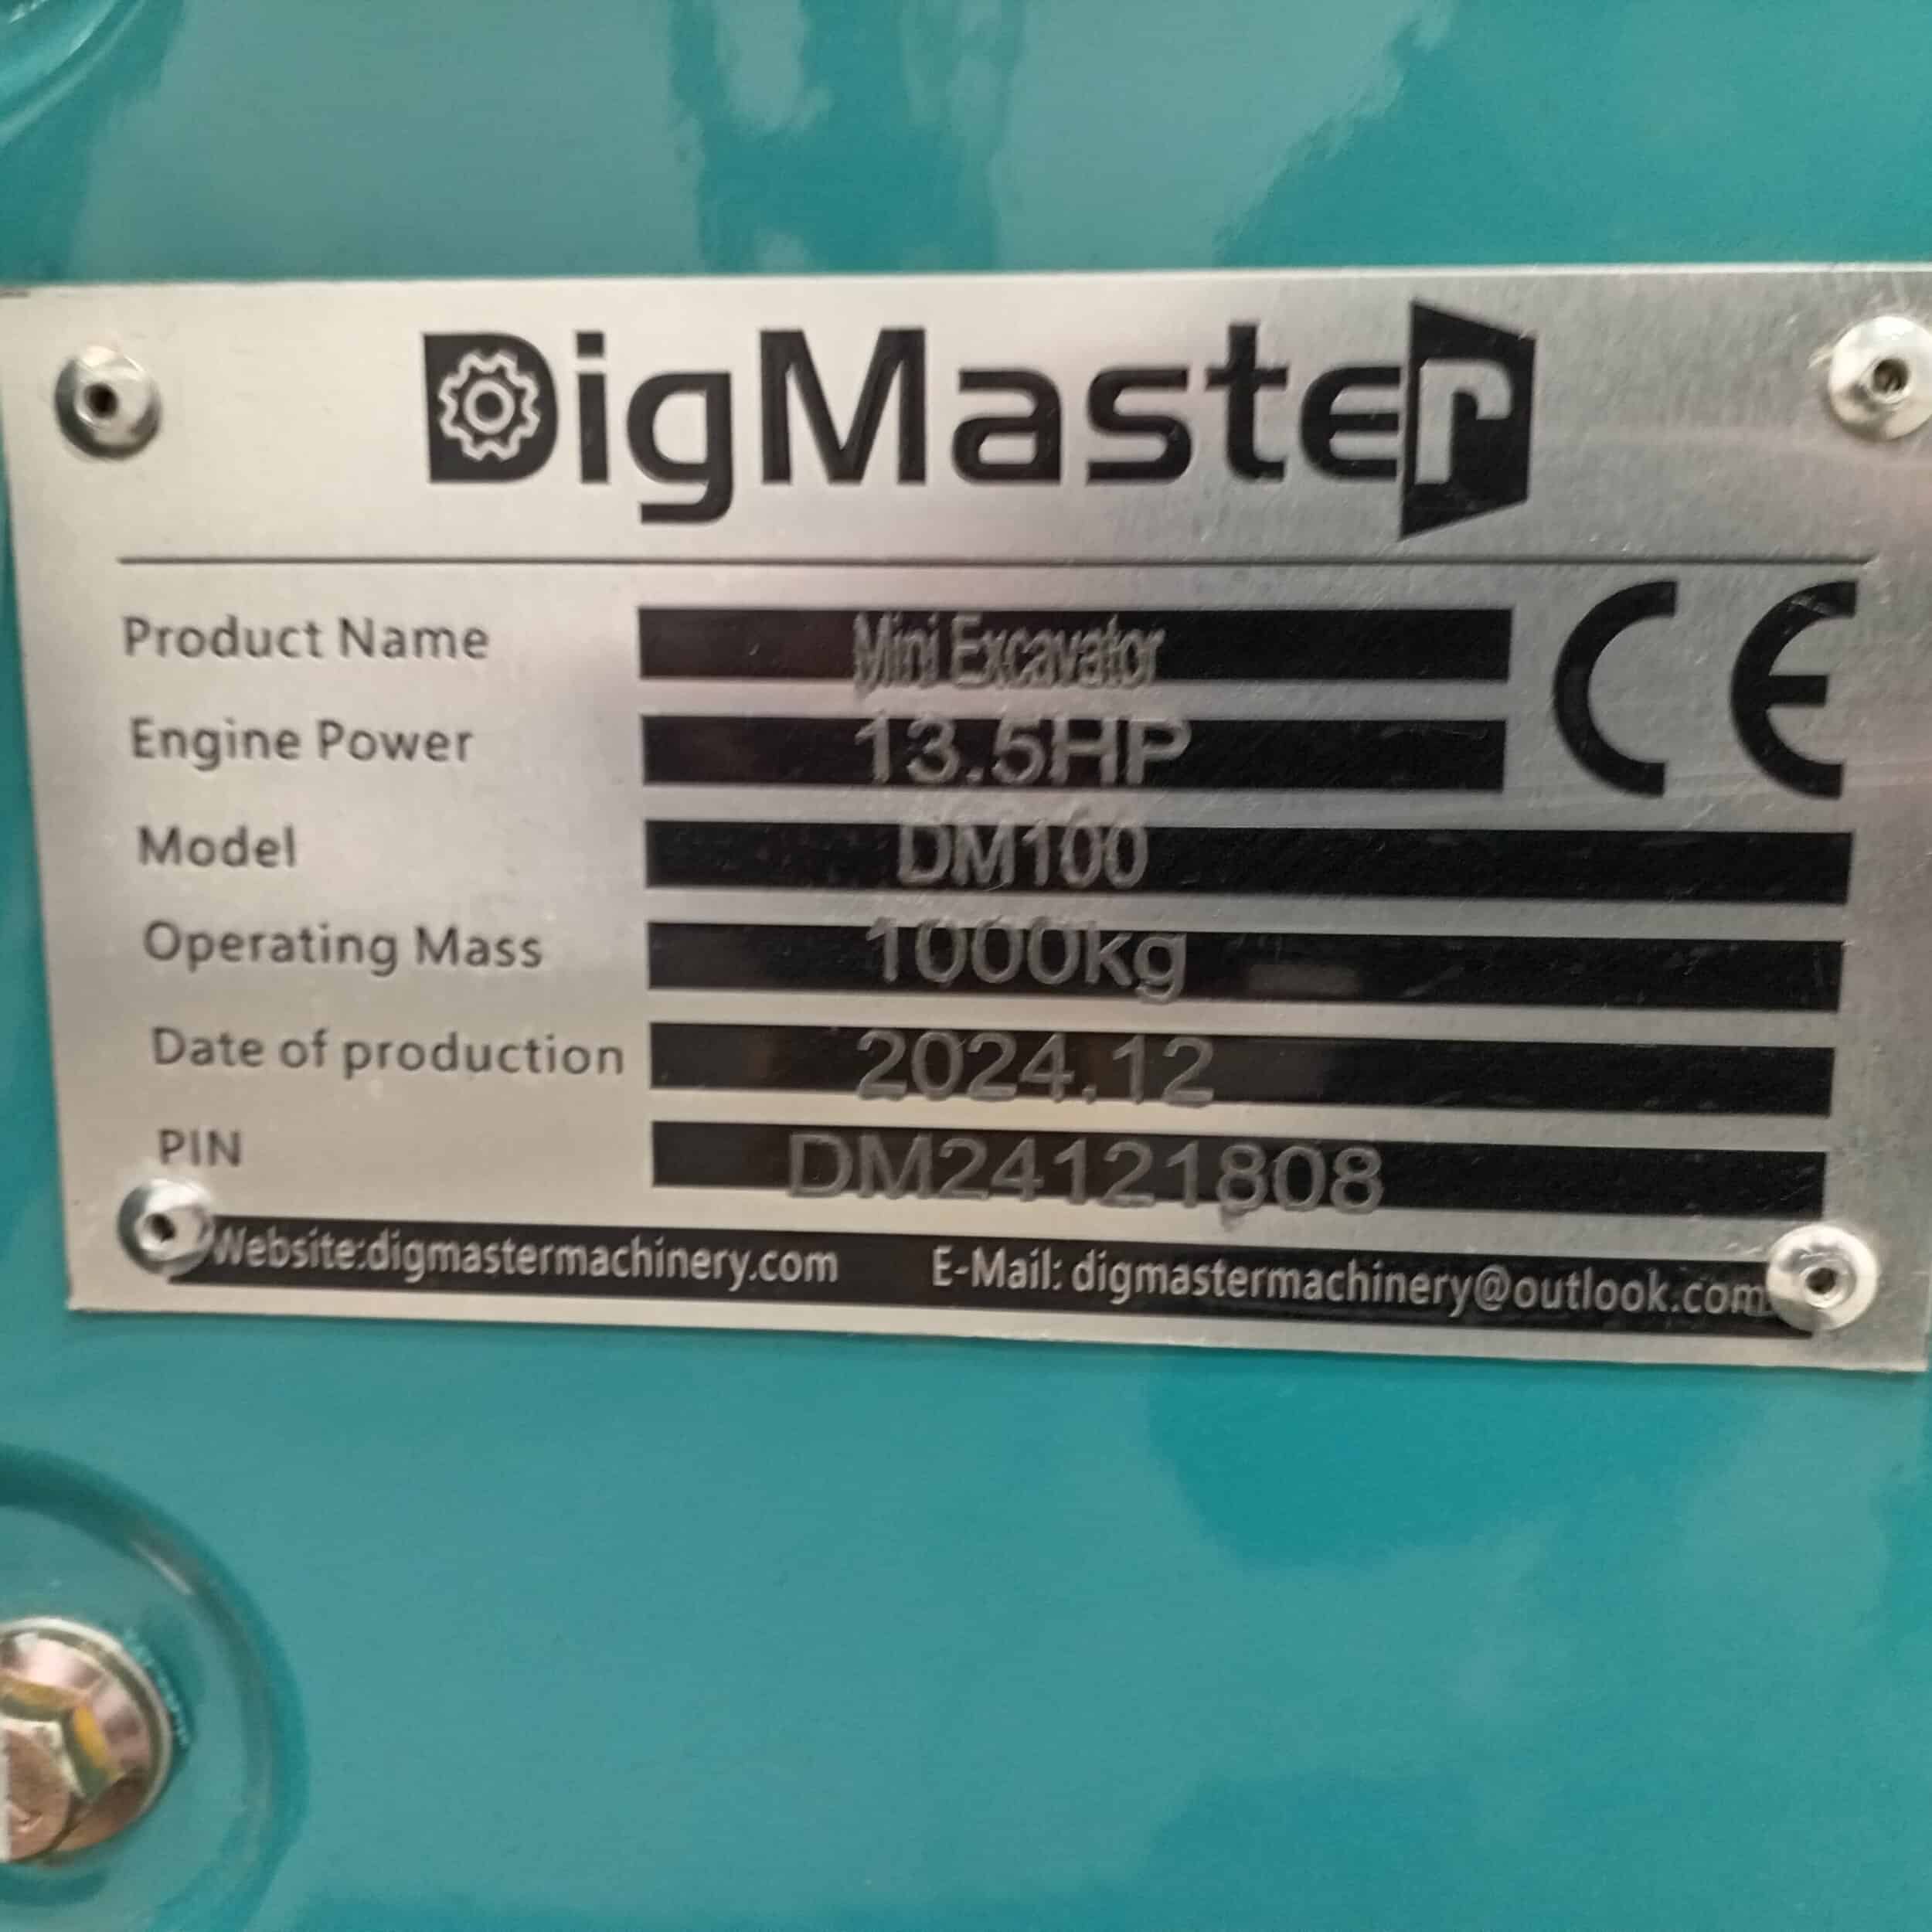 DigMaster
Product Name Mini Excavator
CE
Engine Power 13.5HP
Model DM100
Operating Mass 1000kg
Date of production 2024.12
PIN DM24121808
Website:digmastermachinery.com E-Mail: digmastermachinery@outlook.com